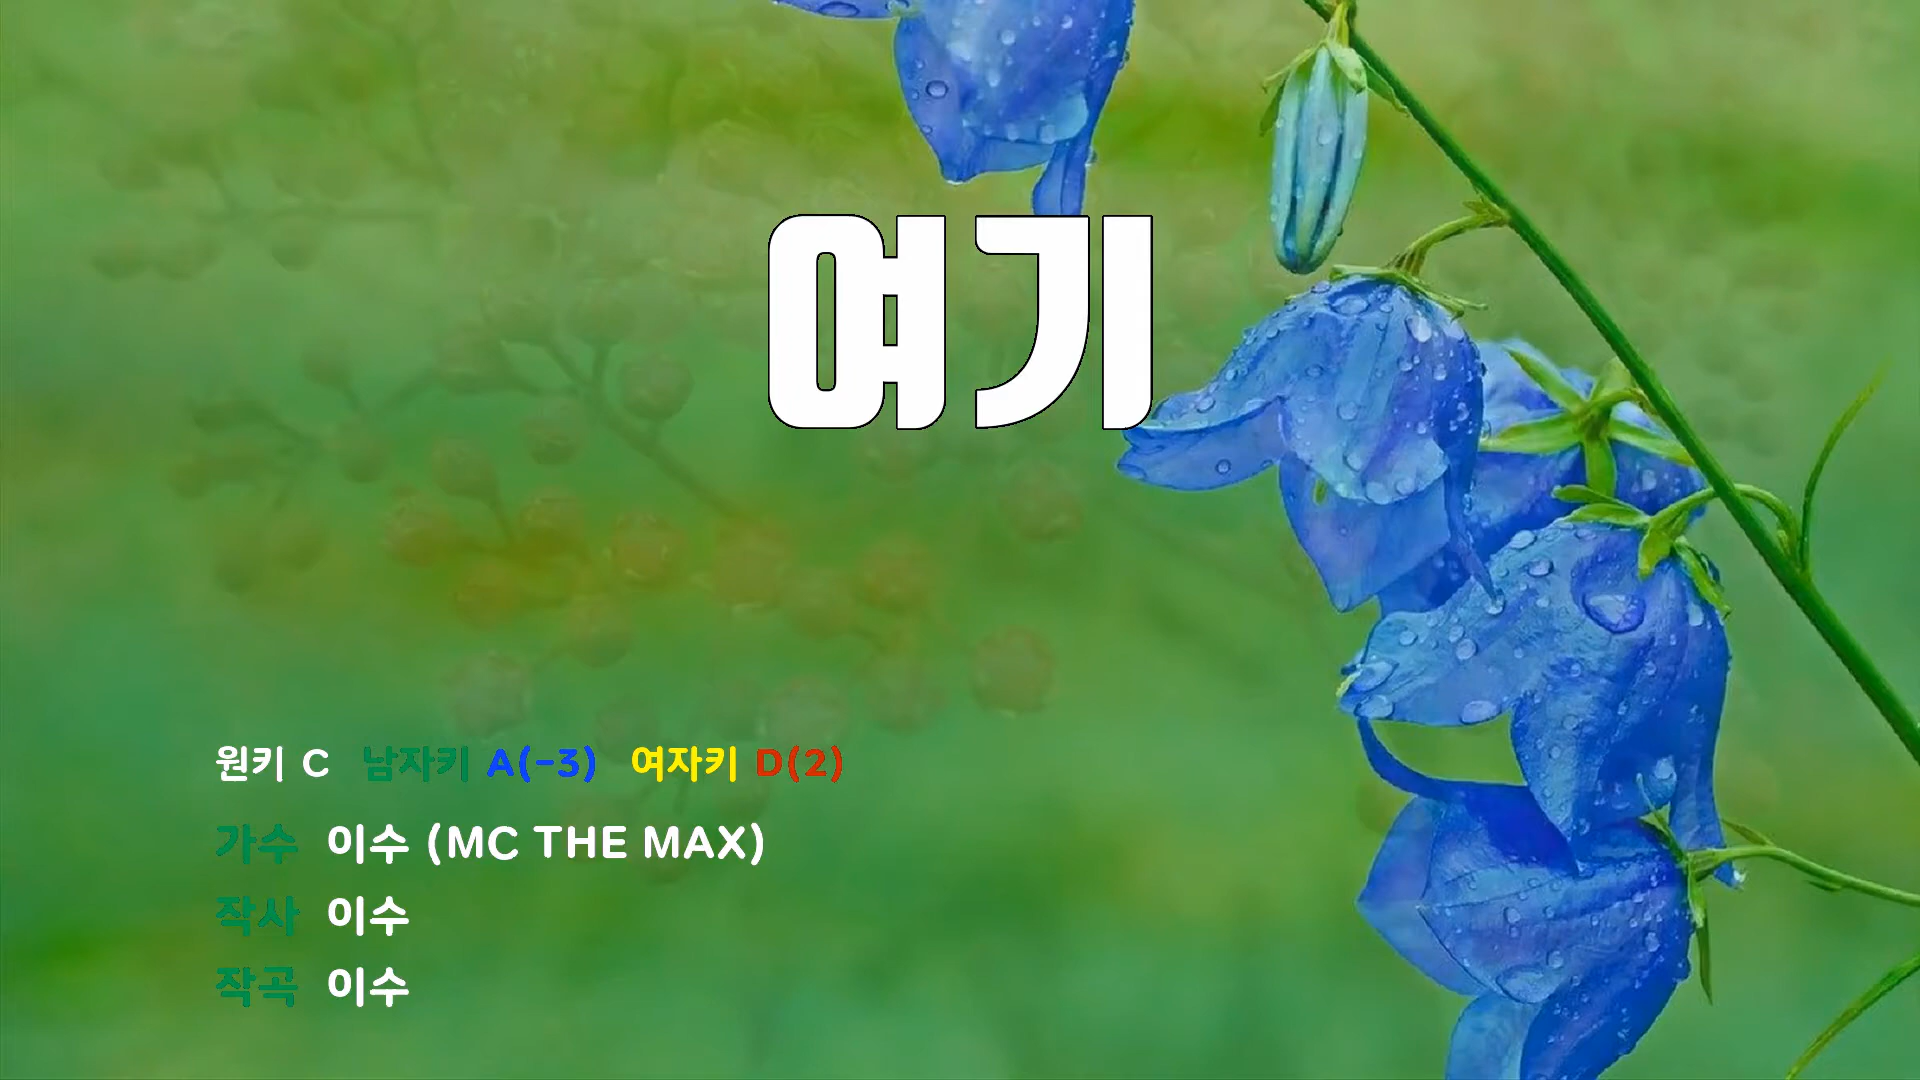 여기
원키 C 남자키 A(-3) 여자키 D(2)
가수 이수 (MC THE MAX)
작사 이수
작곡 이수